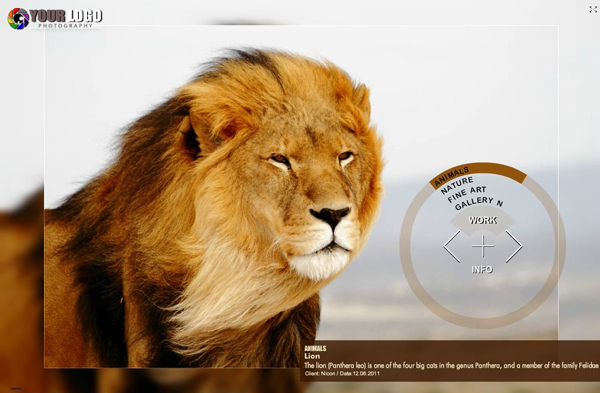 YOUR LOGO
PHOTOGRAPHY
ANIMALS
NATURE
FINE ART
GALLERY N
WORK
INFO
ANIMALS
Lion
The lion (Panthera leo) is one of the four big cats in the genus Panthera, and a member of the family Felidae
Client: Nicon / Date:12.06.2011